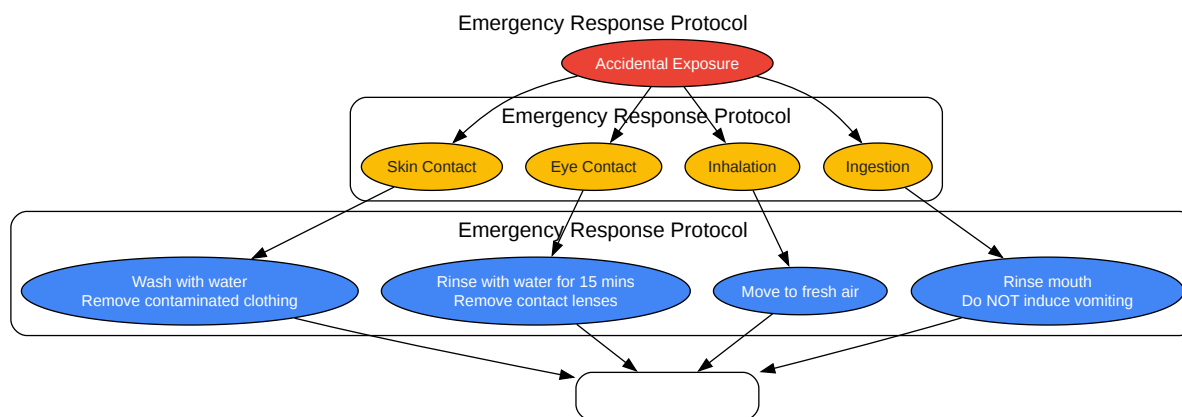 Emergency Response Protocol
Accidental Exposure
Emergency Response Protocol
Skin Contact
Eye Contact
Inhalation
Ingestion
Emergency Response Protocol
Wash with water
Remove contaminated clothing
Rinse with water for 15 mins
Remove contact lenses
Move to fresh air
Rinse mouth
Do NOT induce vomiting